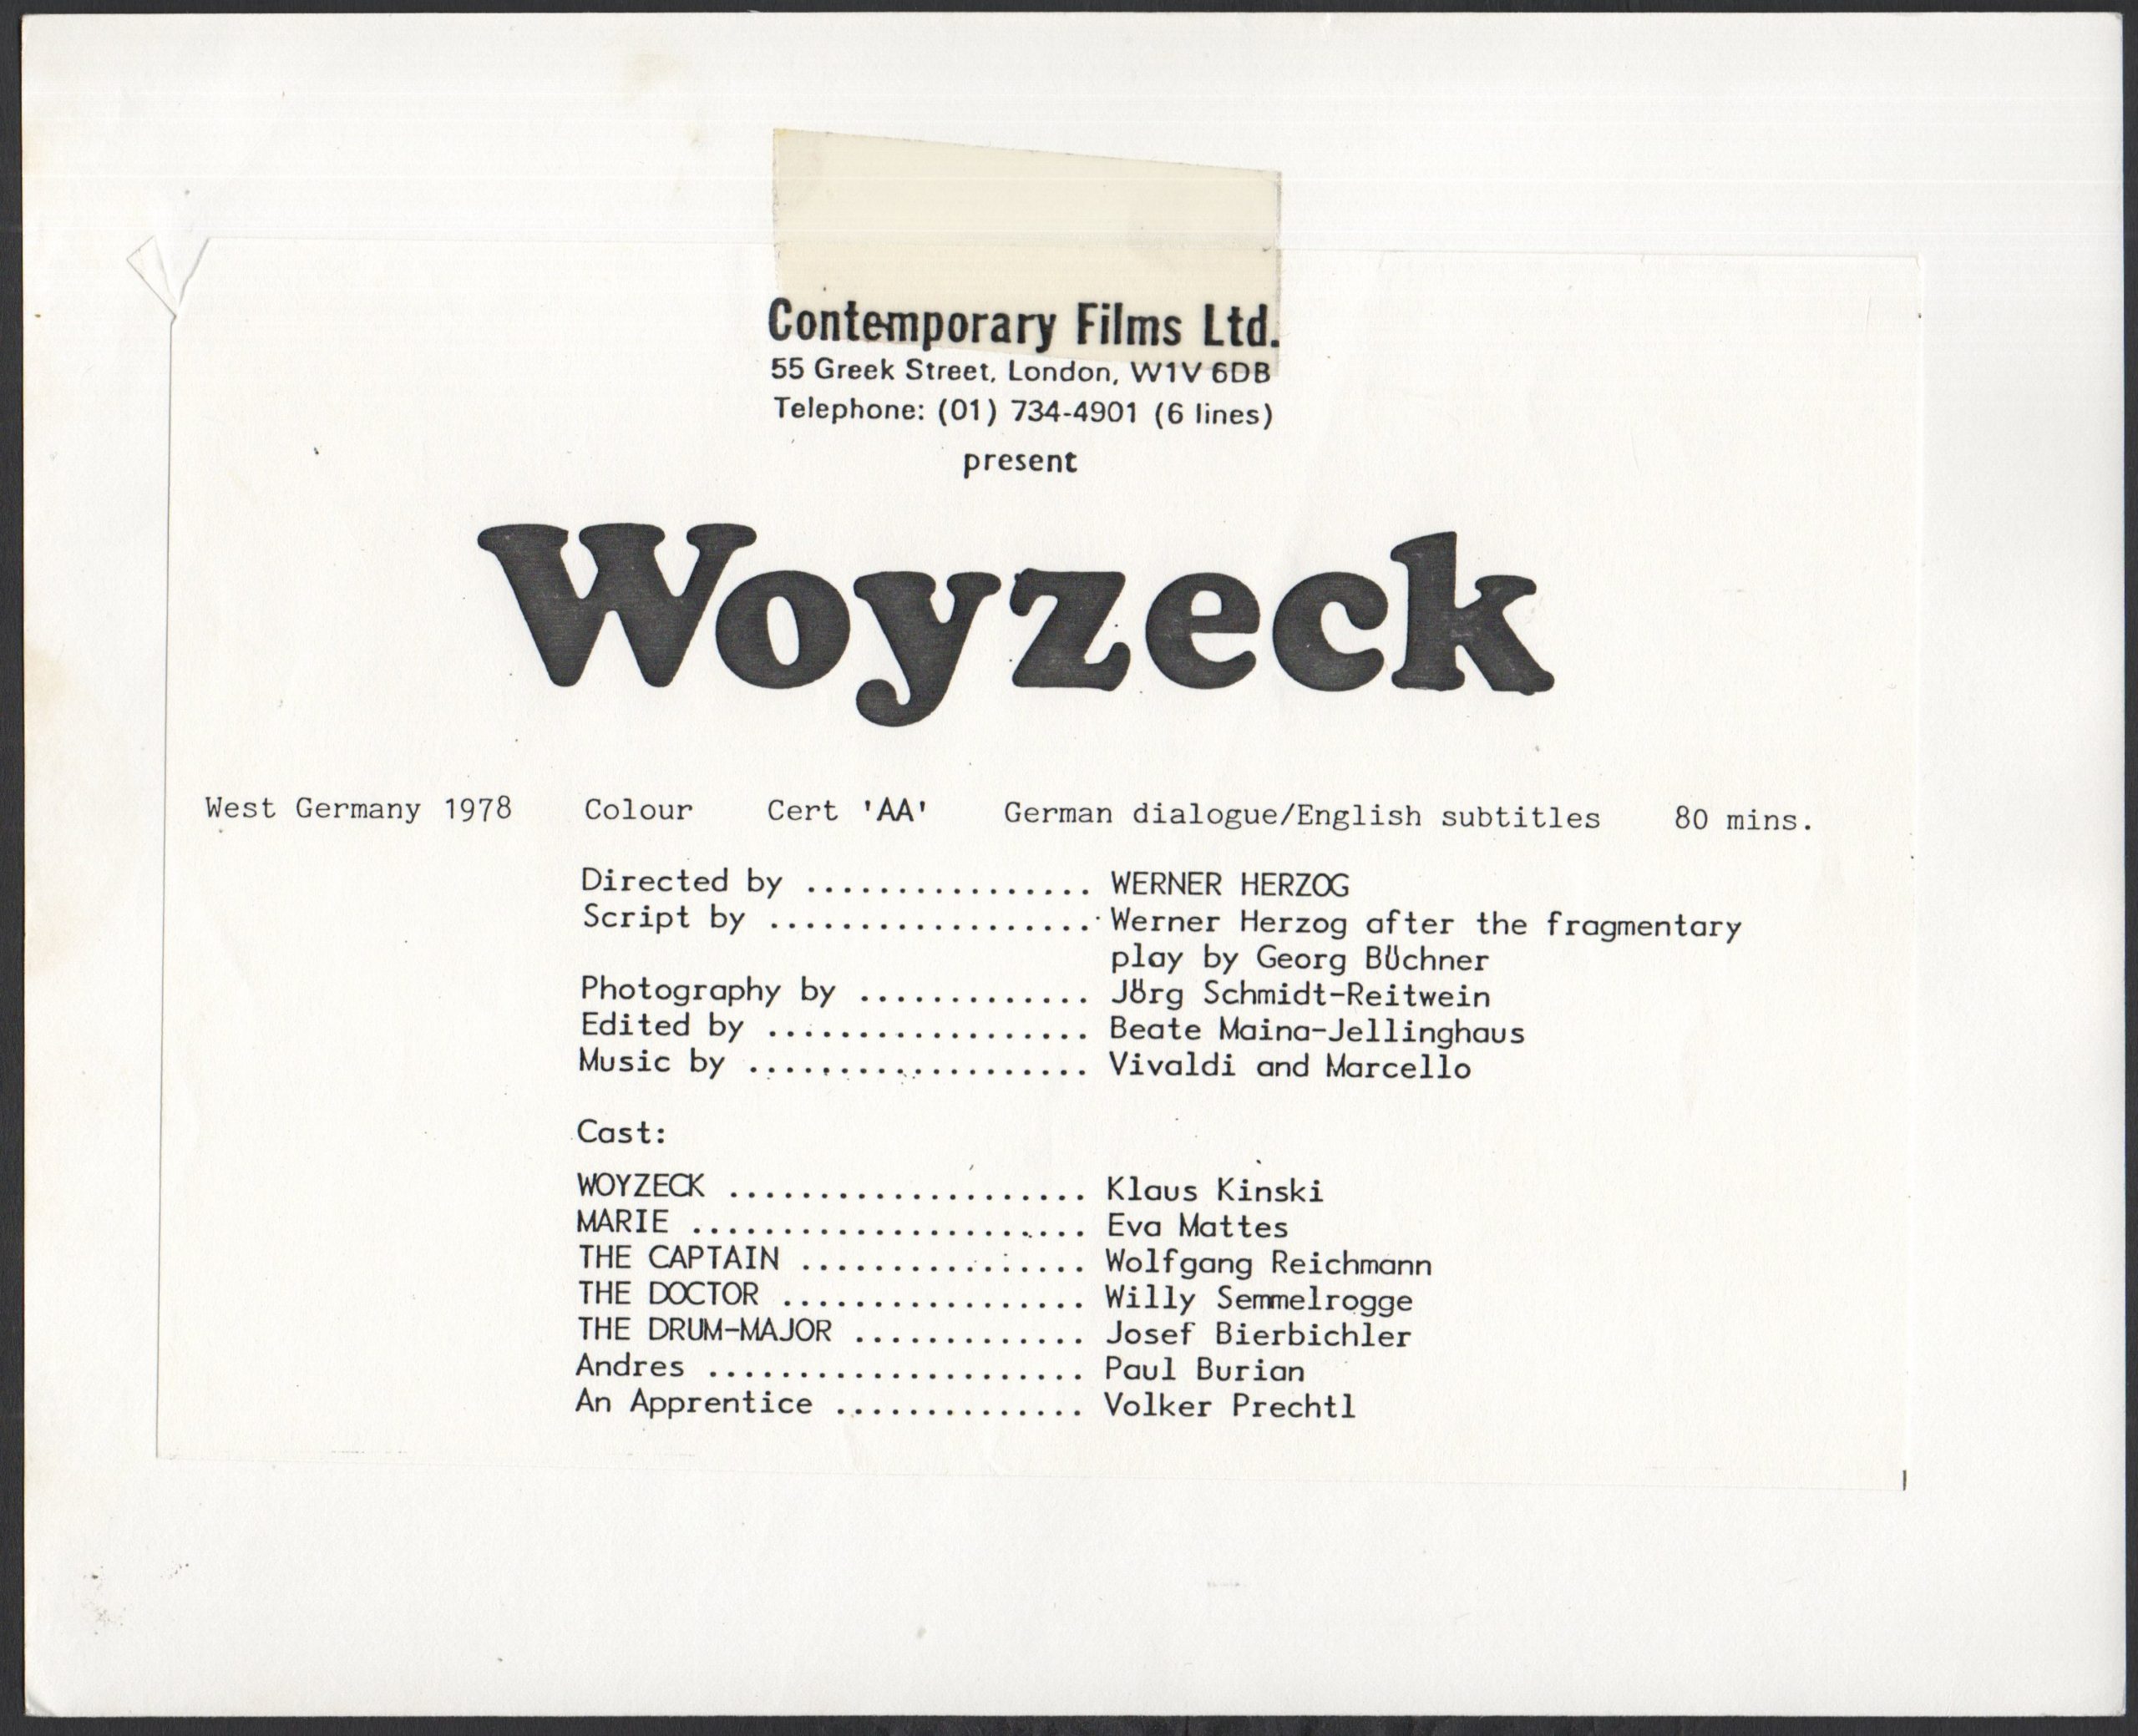 Contemporary Films Ltd.
55 Greek Street, London, W1V 6DB
Telephone: (01) 734-4901 (6 lines)
present
Woyzeck
West Germany 1978 Colour Cert 'AA' German dialogue/English subtitles 80 mins.
Directed by ................ WERNER HERZOG
Script by .................. Werner Herzog after the fragmentary
play by Georg Büchner
Photography by ............. Jörg Schmidt-Reitwein
Edited by .................. Beate Maina-Jellinghaus
Music by ................... Vivaldi and Marcello
Cast:
WOYZECK .................... Klaus Kinski
MARIE ...................... Eva Mattes
THE CAPTAIN ................ Wolfgang Reichmann
THE DOCTOR ................. Willy Semmelrogge
THE DRUM-MAJOR ............. Josef Bierbichler
Andres ..................... Paul Burian
An Apprentice .............. Volker Prechtl